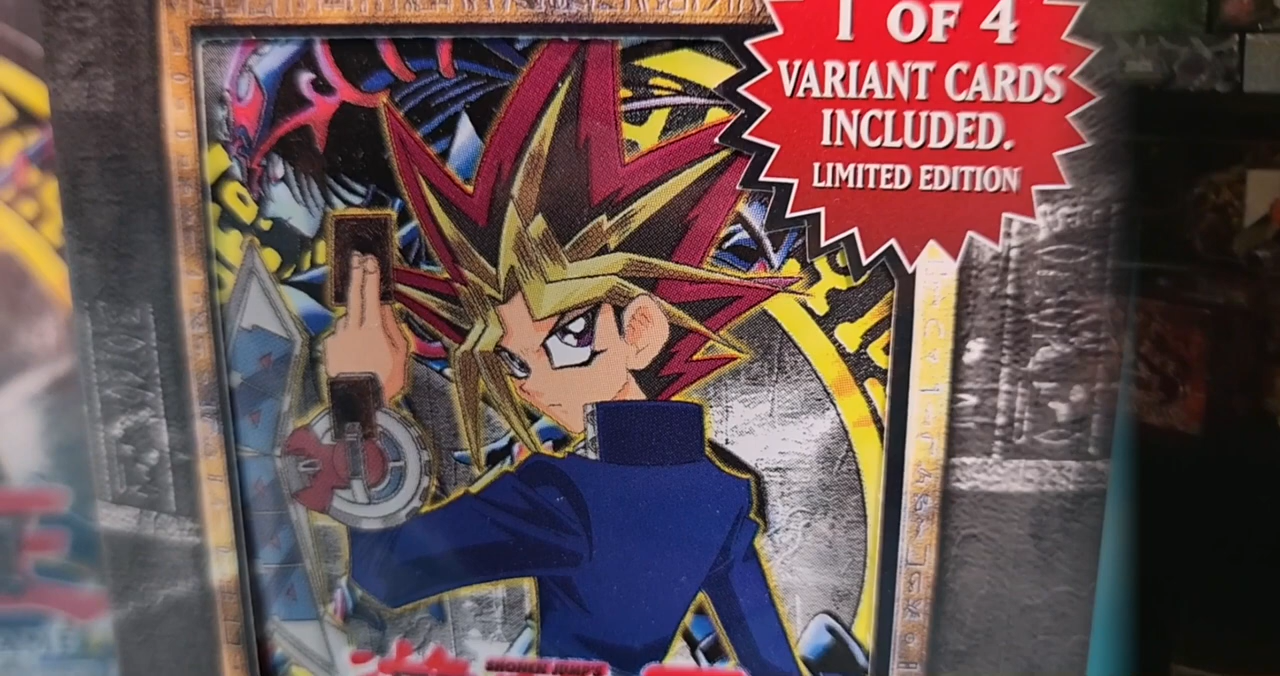 1 OF 4
VARIANT CARDS
INCLUDED.
LIMITED EDITION
SHONEN JUMP'S